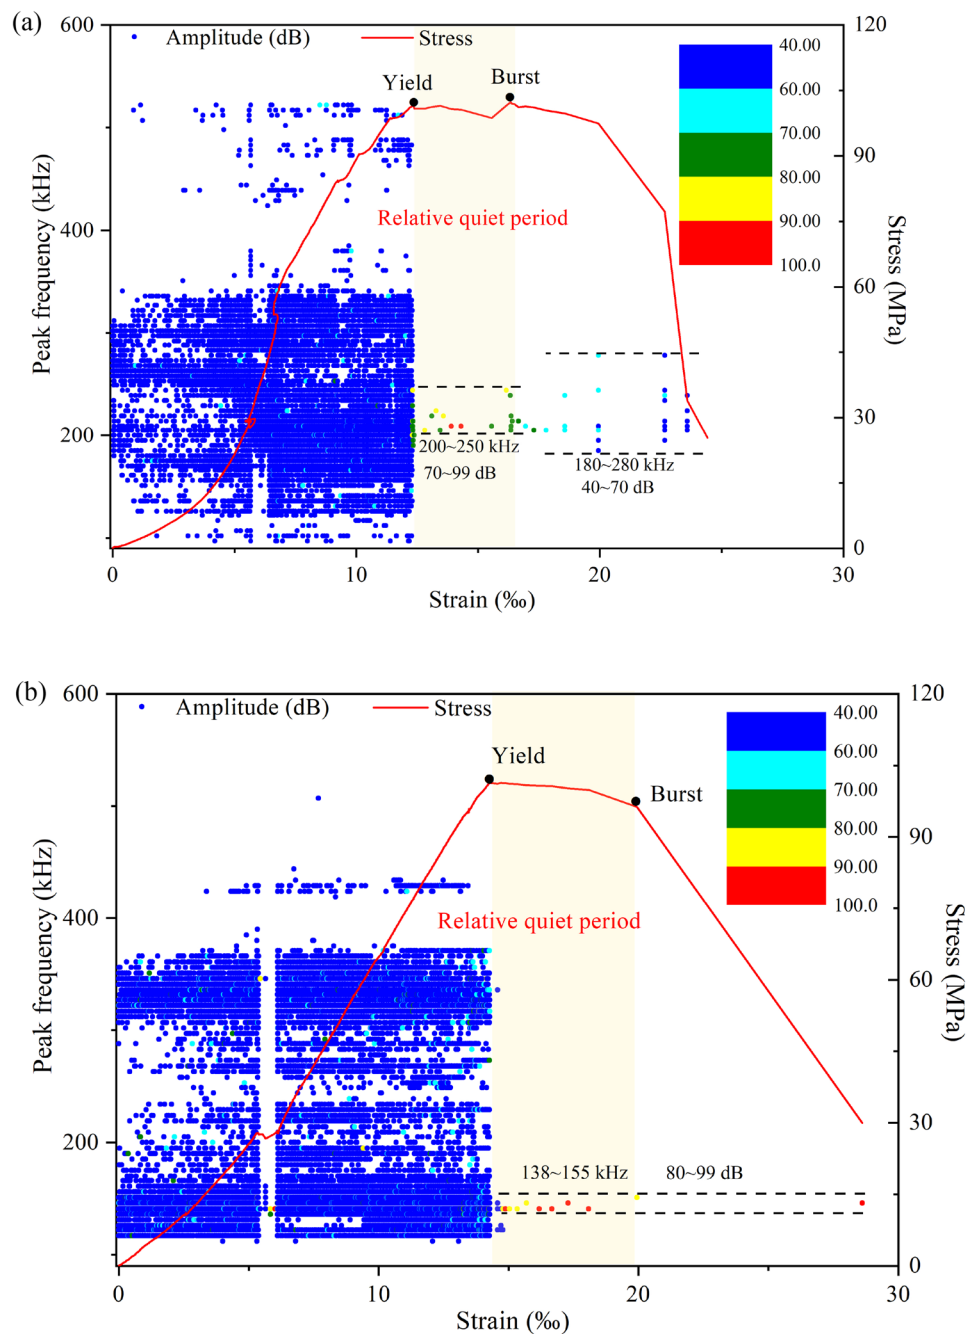 (a)
600
400
200
Peak frequency (kHz)
Amplitude (dB)
Stress
Yield
Burst
Relative quiet period
200~250 kHz
70~99 dB
180~280 kHz
40~70 dB
40.00
60.00
70.00
80.00
90.00
100.0
120
90
60
30
0
Stress (MPa)
0
10
20
30
Strain (‰)
(b)
600
400
200
Peak frequency (kHz)
Amplitude (dB)
Stress
Yield
Burst
Relative quiet period
138~155 kHz
80~99 dB
40.00
60.00
70.00
80.00
90.00
100.0
120
90
60
30
0
Stress (MPa)
0
10
20
30
Strain (‰)